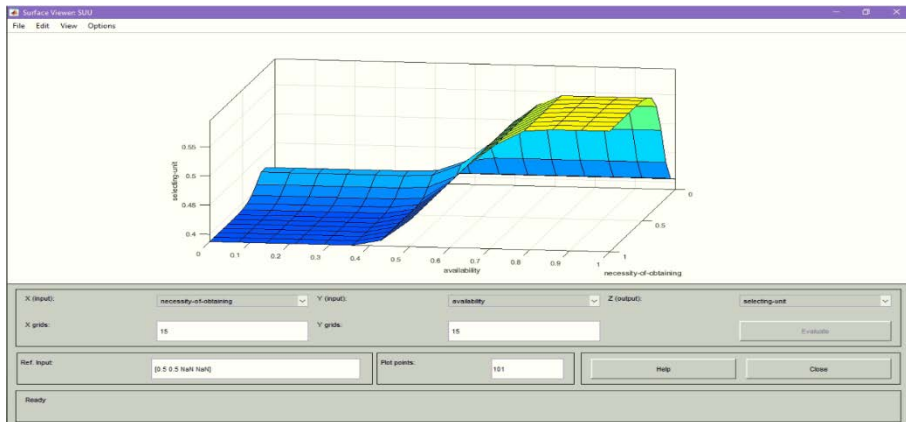 Surface Viewer: SUU
File Edit View Options
0.55
0.5
0.45
0.4
selecting-unit
0 0.1 0.2 0.3 0.4 0.5 0.6 0.7 0.8 0.9 1
availability
1 0.5 0
necessity-of-obtaining
X (input): necessity-of-obtaining Y (input): availability Z (output): selecting-unit
X grids: 15 Y grids: 15 Evaluate
Ref. Input: [0.5 0.5 NaN NaN] Plot points: 101 Help Close
Ready